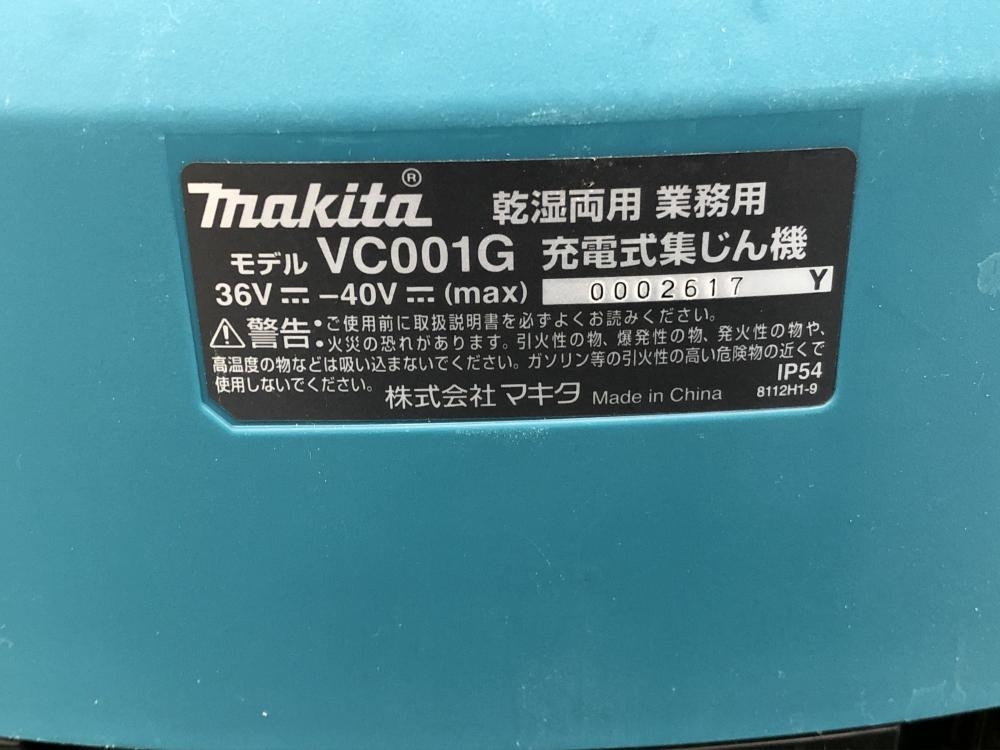 makita® 乾湿両用 業務用
モデル VC001G 充電式集じん機
36V⎓-40V⎓(max) 0002617 Y
⚠警告・ご使用前に取扱説明書を必ずよくお読みください。
・火災の恐れがあります。引火性の物、爆発性の物、発火性の物や、
高温度の物などは吸い込まないでください。ガソリン等の引火性の高い危険物の近くで
使用しないでください。 IP54
株式会社マキタ Made in China 8112H1-9